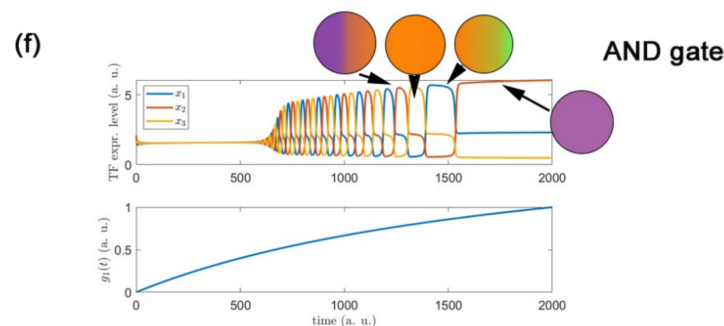 (f)
AND gate
TF expr. level (a. u.)
5
0
x₁
x₂
x₃
0 500 1000 1500 2000
g₁(t) (a. u.)
1
0.5
0
0 500 1000 1500 2000
time (a. u.)